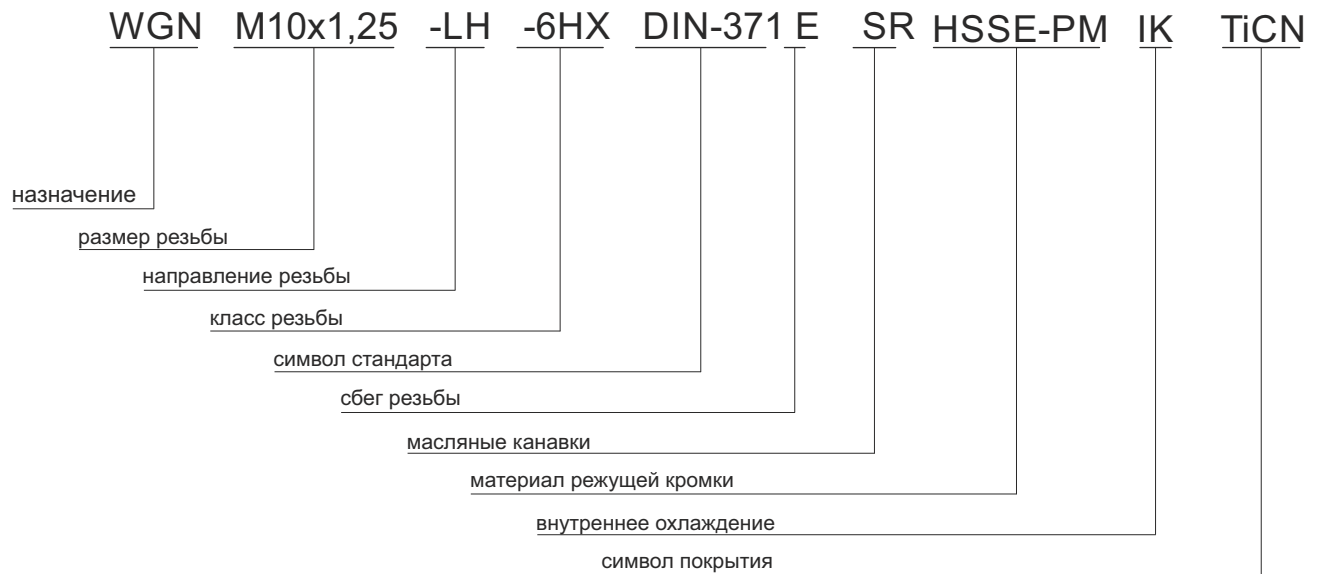 WGN M10x1,25 -LH -6HX DIN-371 E SR HSSE-PM IK TiCN
назначение
размер резьбы
направление резьбы
класс резьбы
символ стандарта
сбег резьбы
масляные канавки
материал режущей кромки
внутреннее охлаждение
символ покрытия